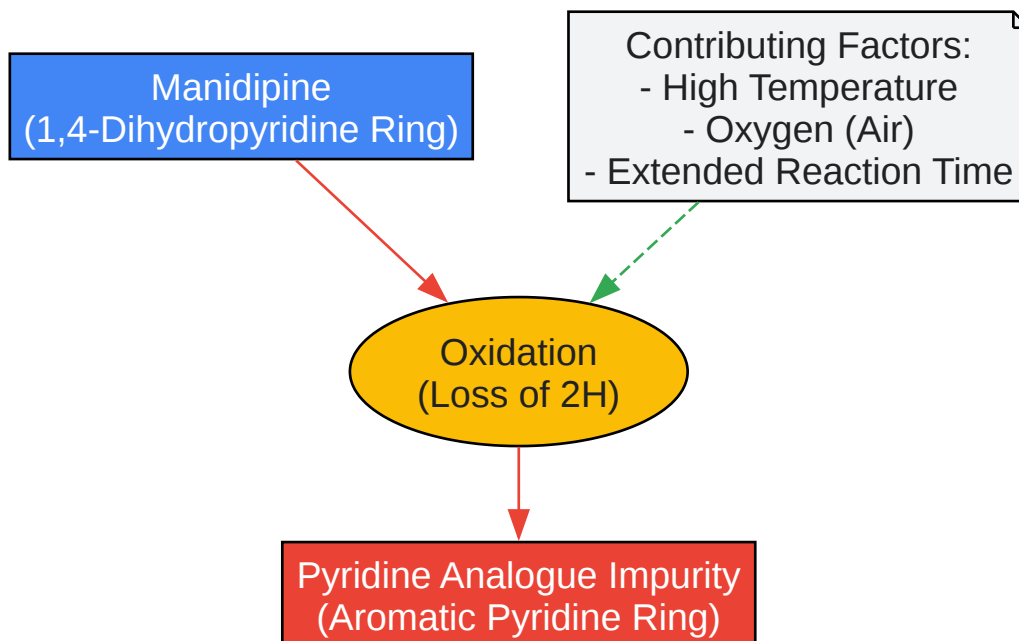 Manidipine
(1,4-Dihydropyridine Ring)
Contributing Factors:
- High Temperature
- Oxygen (Air)
- Extended Reaction Time
Oxidation
(Loss of 2H)
Pyridine Analogue Impurity
(Aromatic Pyridine Ring)